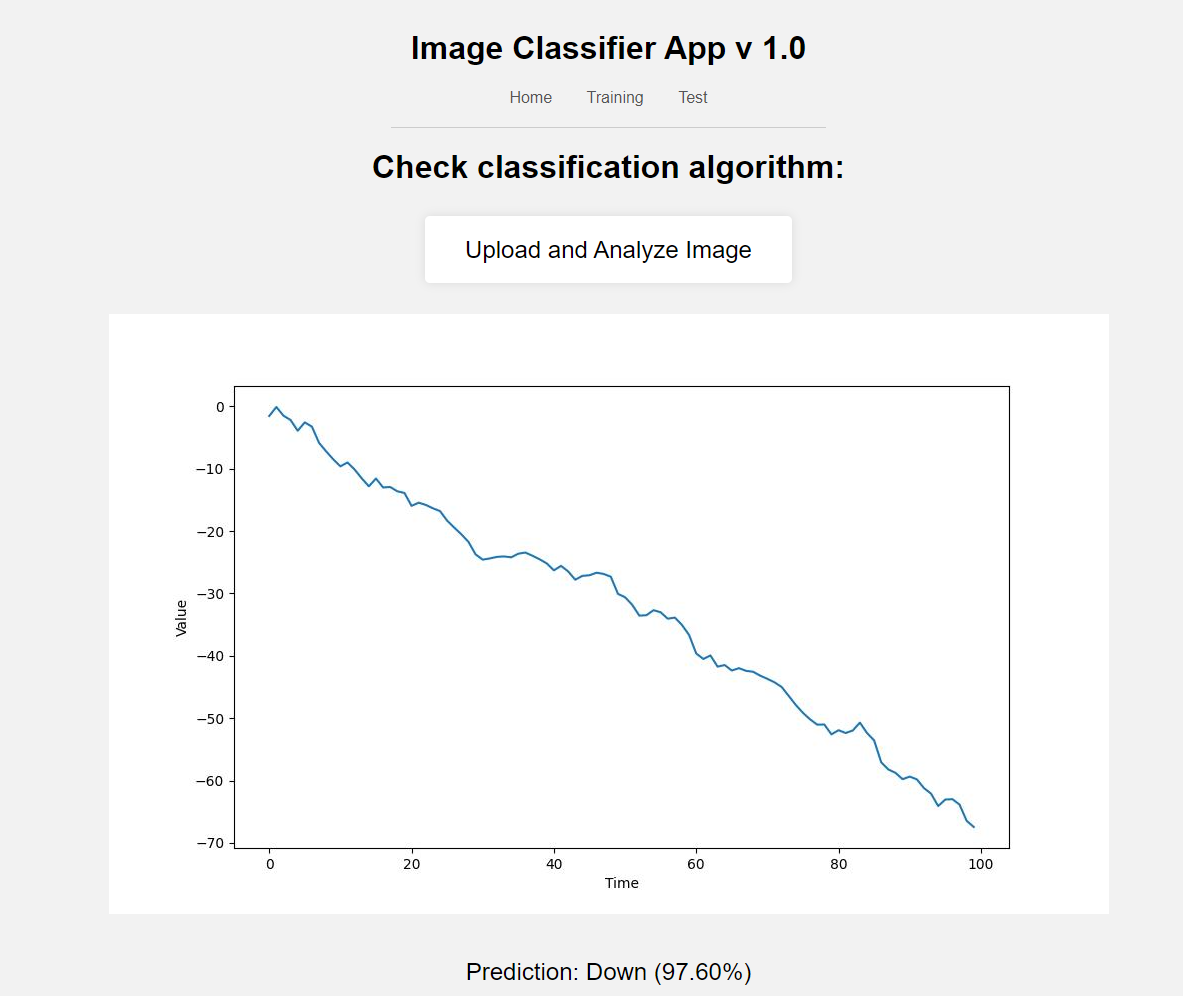 Image Classifier App v 1.0
Home Training Test
Check classification algorithm:
Upload and Analyze Image
0
−10
−20
−30
−40
−50
−60
−70
Value
0 20 40 60 80 100
Time
Prediction: Down (97.60%)